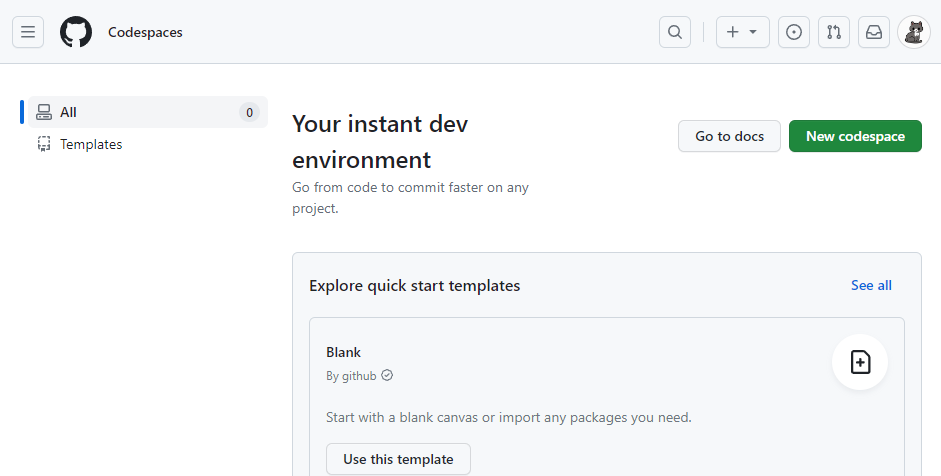 Codespaces
All 0
Templates
Your instant dev
environment
Go from code to commit faster on any
project.
Go to docs
New codespace
Explore quick start templates
See all
Blank
By github
Start with a blank canvas or import any packages you need.
Use this template